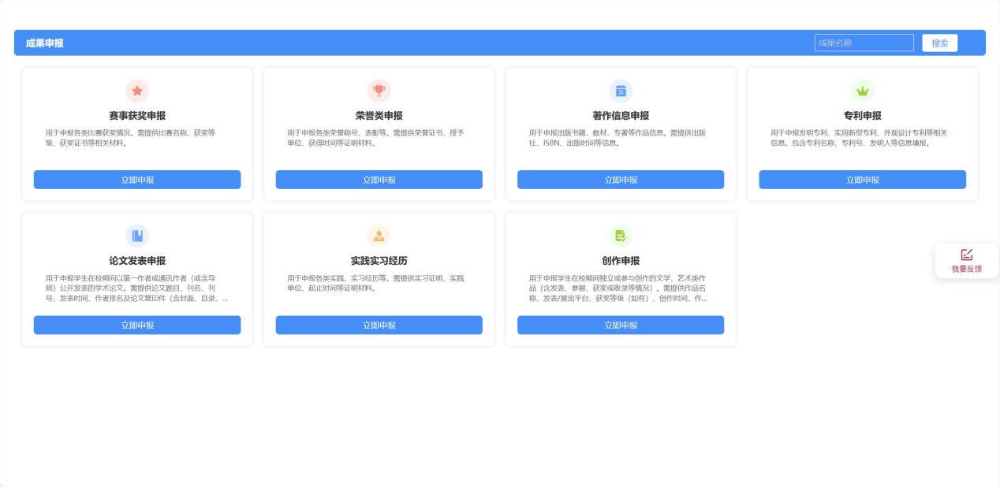 成果申报
成果名称
搜索
赛事获奖申报
用于申报各类比赛获奖情况。需提供比赛名称、获奖等
级、获奖证书等相关材料。
立即申报
荣誉类申报
用于申报各类荣誉称号、表彰等。需提供荣誉证书、授予
单位、获得时间等证明材料。
立即申报
著作信息申报
用于申报出版书籍、教材、专著等作品信息。需提供出版
社、ISBN、出版时间等信息。
立即申报
专利申报
用于申报发明专利、实用新型专利、外观设计专利等相关
信息。包含专利名称、专利号、发明人等信息填报。
立即申报
论文发表申报
用于申报学生在校期间以第一作者或通讯作者（或含导
师）公开发表的学术论文。需提供论文题目、刊名、刊
号、发表时间、作者排名及论文复印件（含封面、目录、...
立即申报
实践实习经历
用于申报各类实践、实习经历等。需提供实习证明、实践
单位、起止时间等证明材料。
立即申报
创作申报
用于申报学生在校期间独立或参与创作的文学、艺术类作
品（含发表、参展、获奖或收录等情况）。需提供作品名
称、发表/展出平台、获奖等级（如有）、创作时间、作...
立即申报
我要反馈